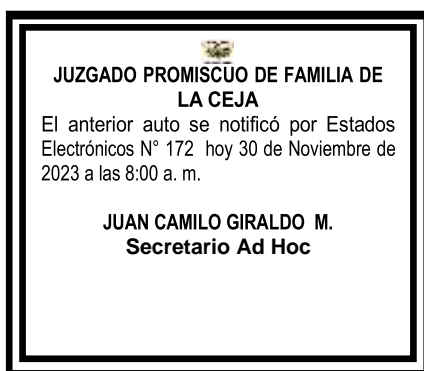 JUZGADO PROMISCUO DE FAMILIA DE
LA CEJA
El anterior auto se notificó por Estados
Electrónicos N° 172 hoy 30 de Noviembre de
2023 a las 8:00 a. m.
JUAN CAMILO GIRALDO M.
Secretario Ad Hoc